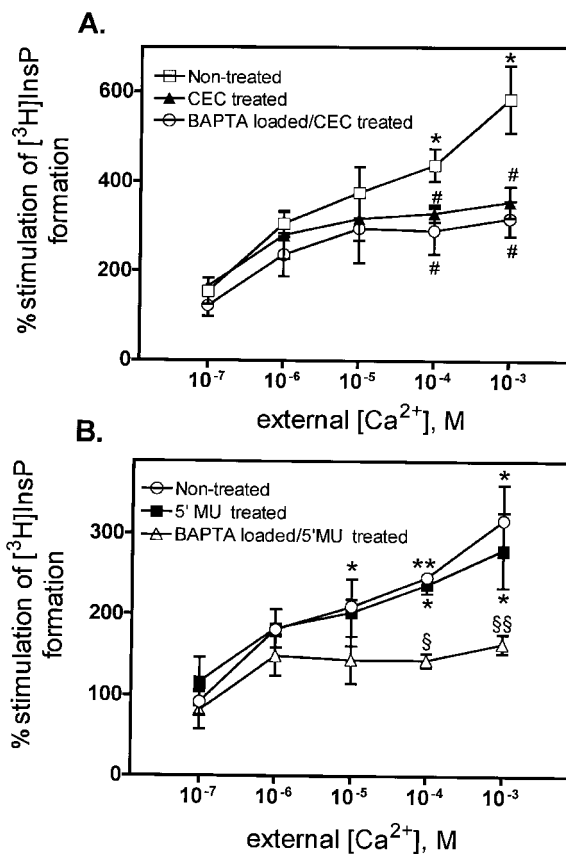 A.
% stimulation of [³H]InsP
formation
600
400
200
0
Non-treated
CEC treated
BAPTA loaded/CEC treated
*
*
#
#
#
#
10⁻⁷ 10⁻⁶ 10⁻⁵ 10⁻⁴ 10⁻³
external [Ca²⁺], M
B.
% stimulation of [³H]InsP
formation
300
200
100
0
Non-treated
5' MU treated
BAPTA loaded/5'MU treated
*
* **
* *
§ §§
10⁻⁷ 10⁻⁶ 10⁻⁵ 10⁻⁴ 10⁻³
external [Ca²⁺], M